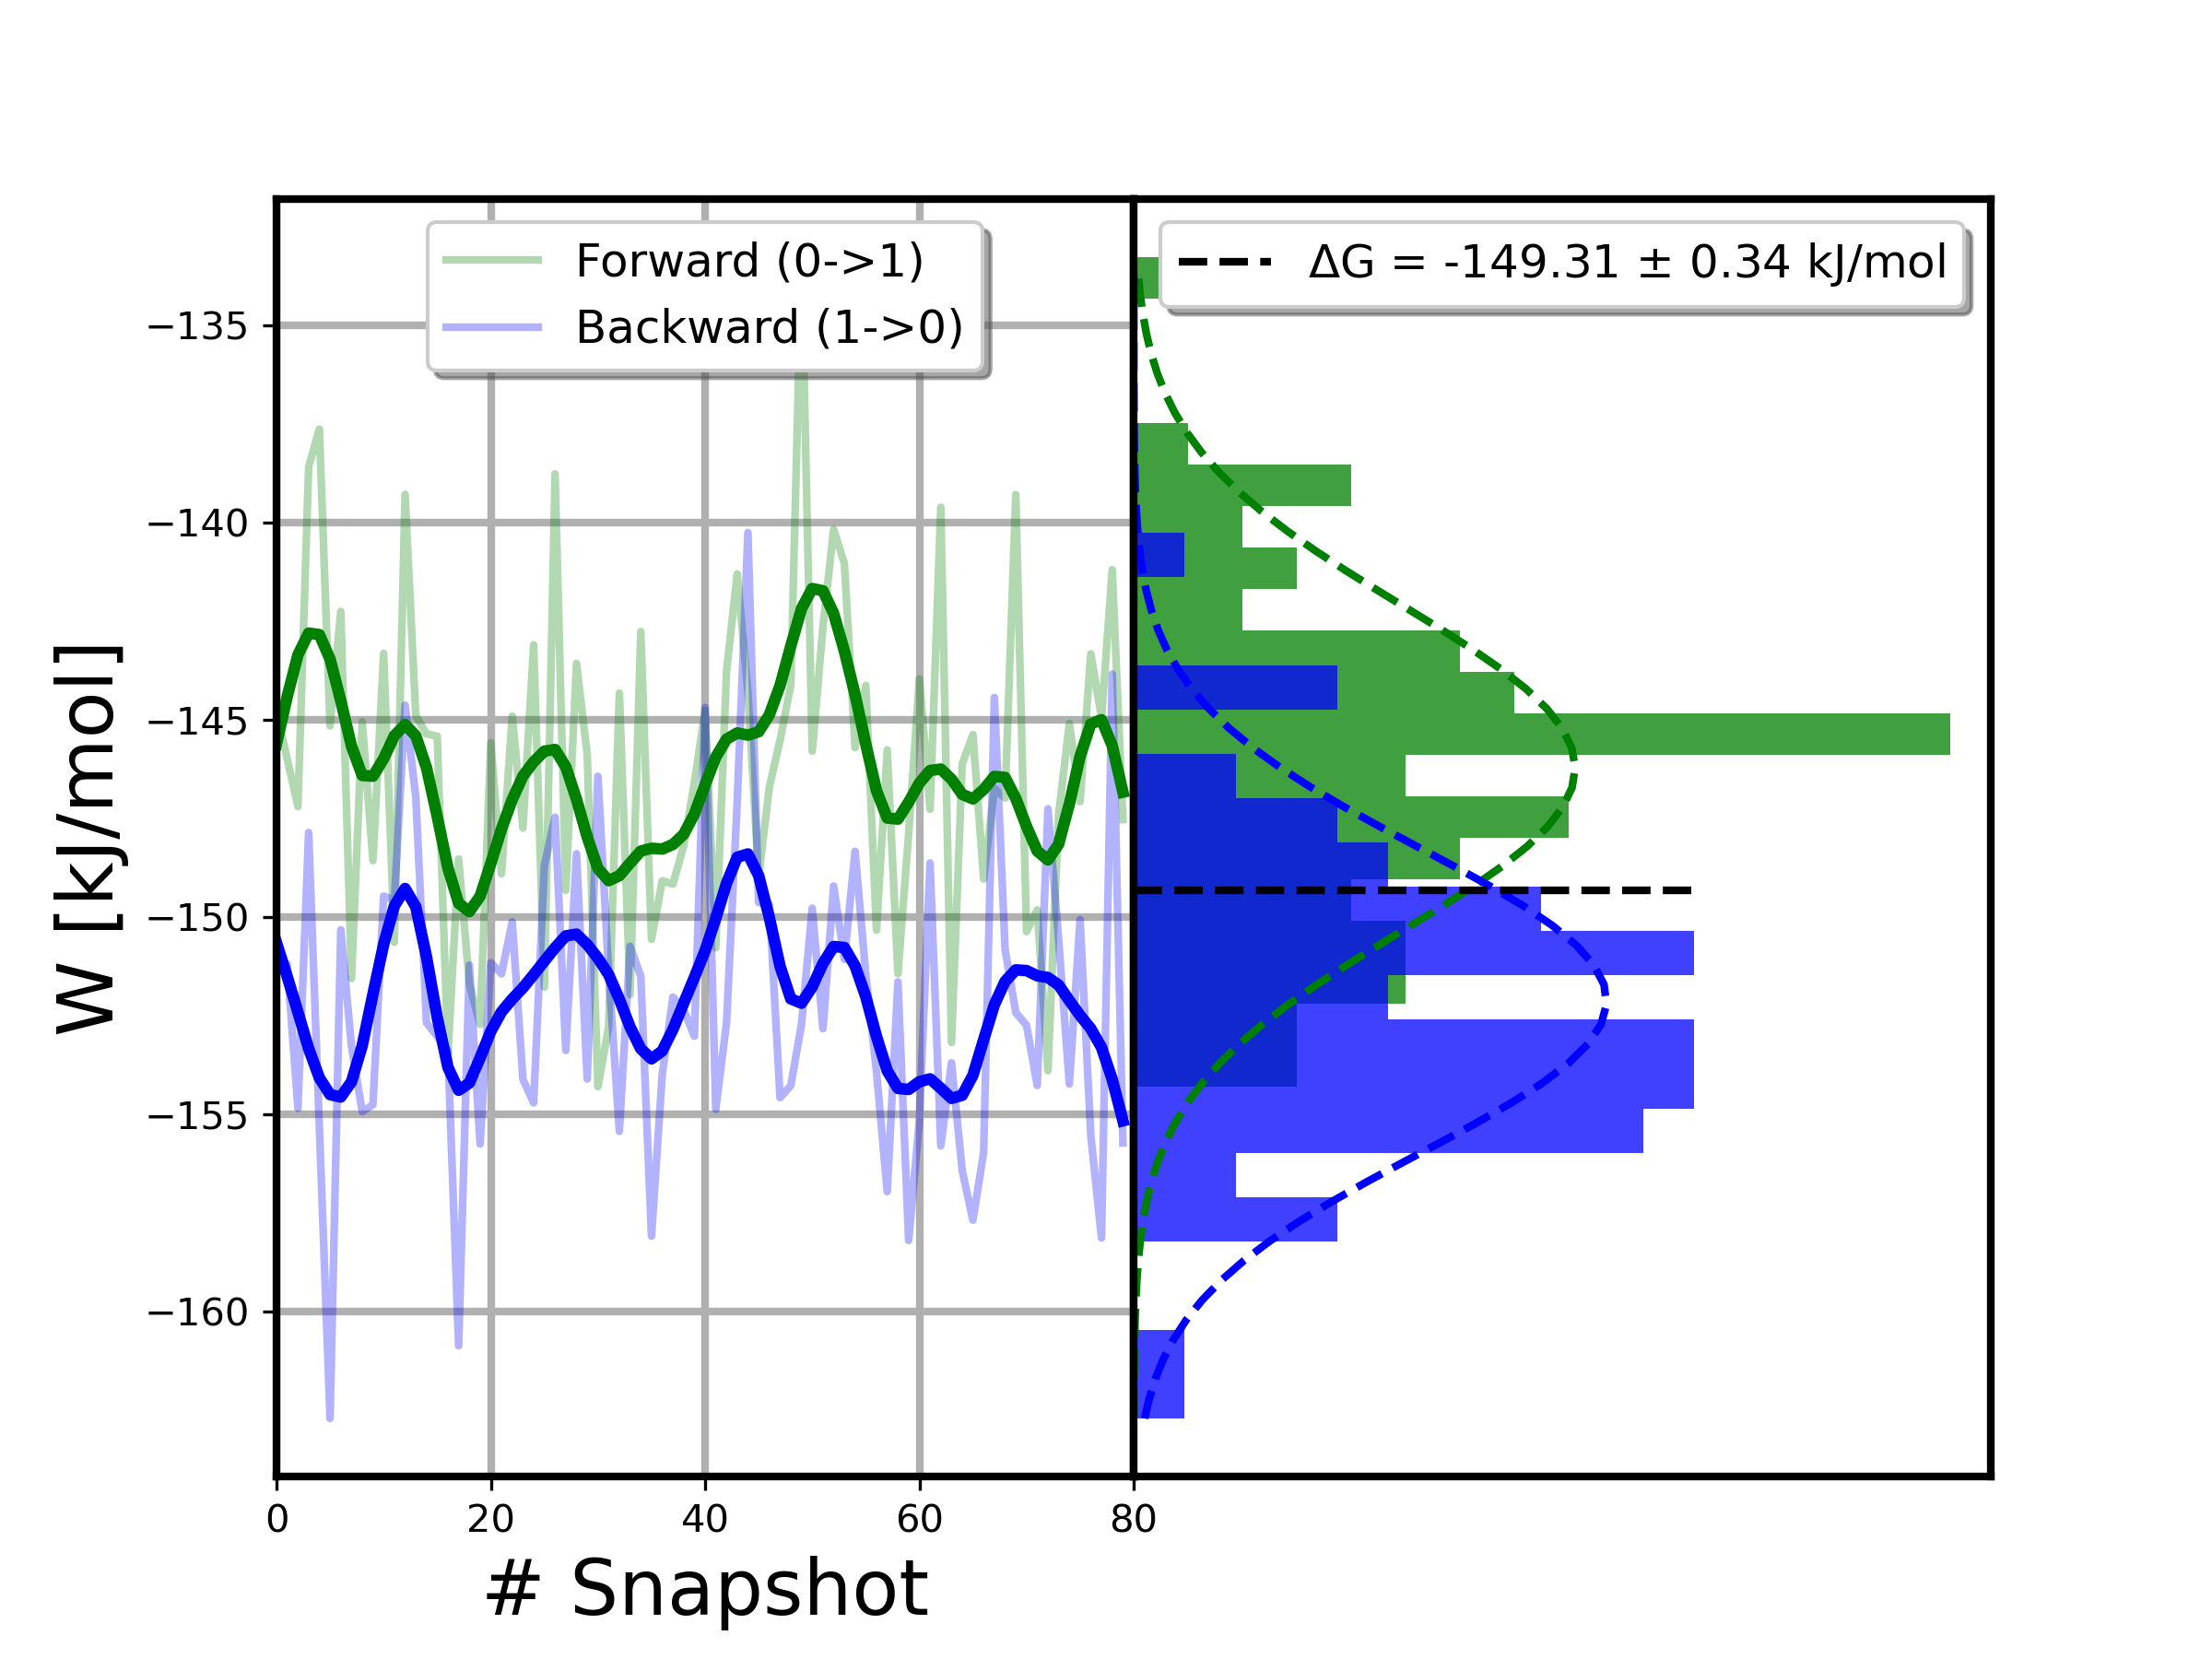 Forward (0->1)
Backward (1->0)
ΔG = -149.31 ± 0.34 kJ/mol
−135
−140
−145
−150
−155
−160
W [kJ/mol]
0 20 40 60 80
# Snapshot